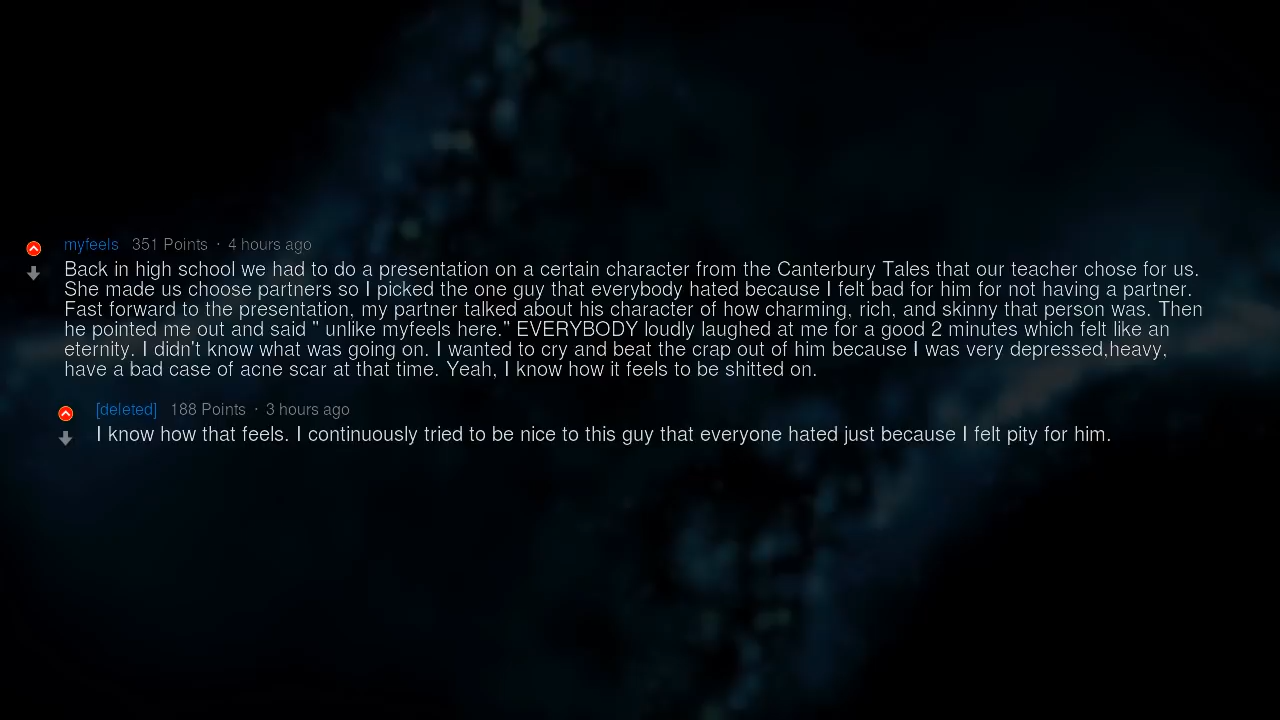 myfeels 351 Points · 4 hours ago
Back in high school we had to do a presentation on a certain character from the Canterbury Tales that our teacher chose for us.
She made us choose partners so I picked the one guy that everybody hated because I felt bad for him for not having a partner.
Fast forward to the presentation, my partner talked about his character of how charming, rich, and skinny that person was. Then
he pointed me out and said " unlike myfeels here." EVERYBODY loudly laughed at me for a good 2 minutes which felt like an
eternity. I didn't know what was going on. I wanted to cry and beat the crap out of him because I was very depressed,heavy,
have a bad case of acne scar at that time. Yeah, I know how it feels to be shitted on.
[deleted] 188 Points · 3 hours ago
I know how that feels. I continuously tried to be nice to this guy that everyone hated just because I felt pity for him.